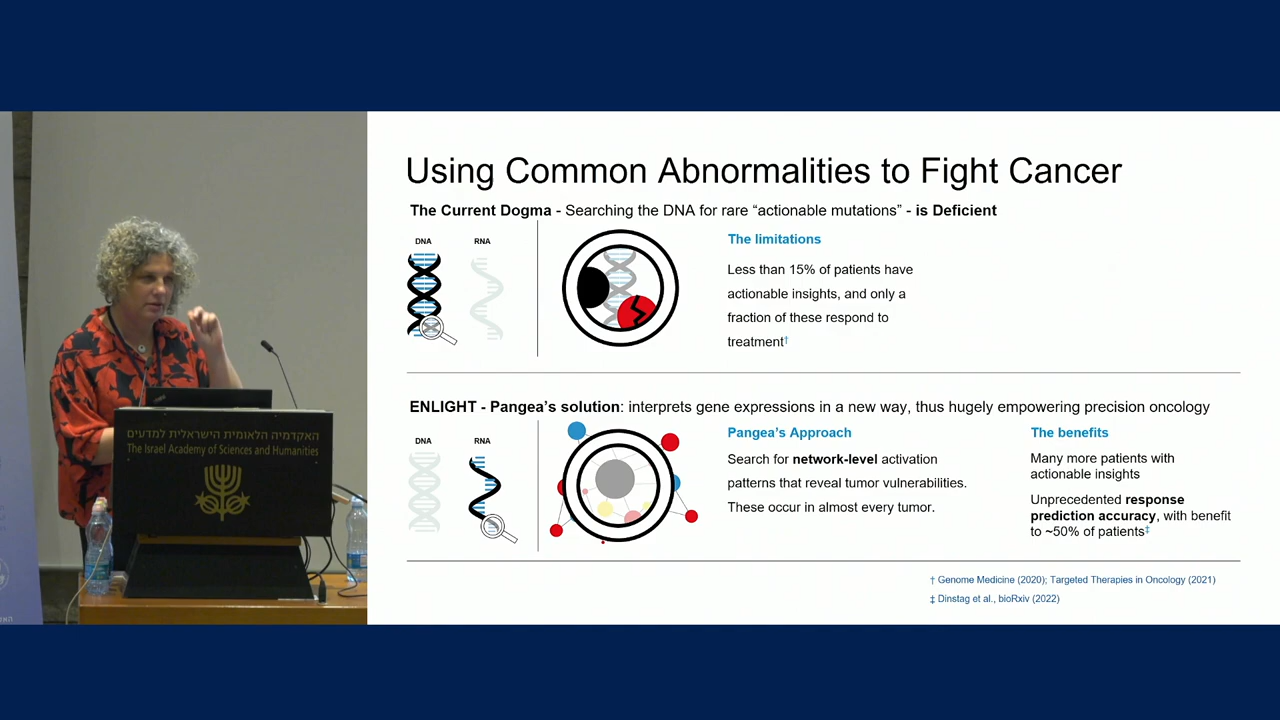 Using Common Abnormalities to Fight Cancer
The Current Dogma - Searching the DNA for rare “actionable mutations” - is Deficient
DNA
RNA
The limitations
Less than 15% of patients have
actionable insights, and only a
fraction of these respond to
treatment†
ENLIGHT - Pangea’s solution: interprets gene expressions in a new way, thus hugely empowering precision oncology
DNA
RNA
Pangea’s Approach
Search for network-level activation
patterns that reveal tumor vulnerabilities.
These occur in almost every tumor.
The benefits
Many more patients with
actionable insights
Unprecedented response
prediction accuracy, with benefit
to ~50% of patients‡
† Genome Medicine (2020); Targeted Therapies in Oncology (2021)
‡ Dinstag et al., bioRxiv (2022)
האקדמיה הלאומית הישראלית למדעים
The Israel Academy of Sciences and Humanities